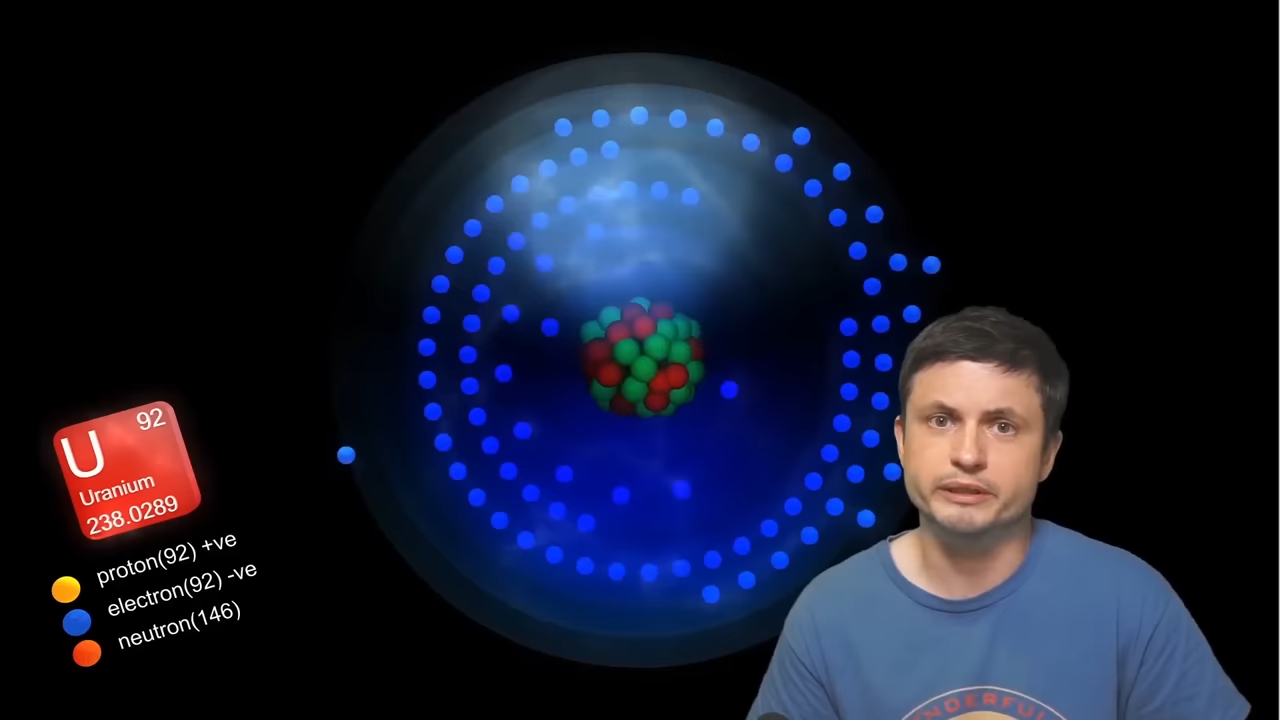 92
U
Uranium
238.0289
proton(92) +ve
electron(92) -ve
neutron(146)